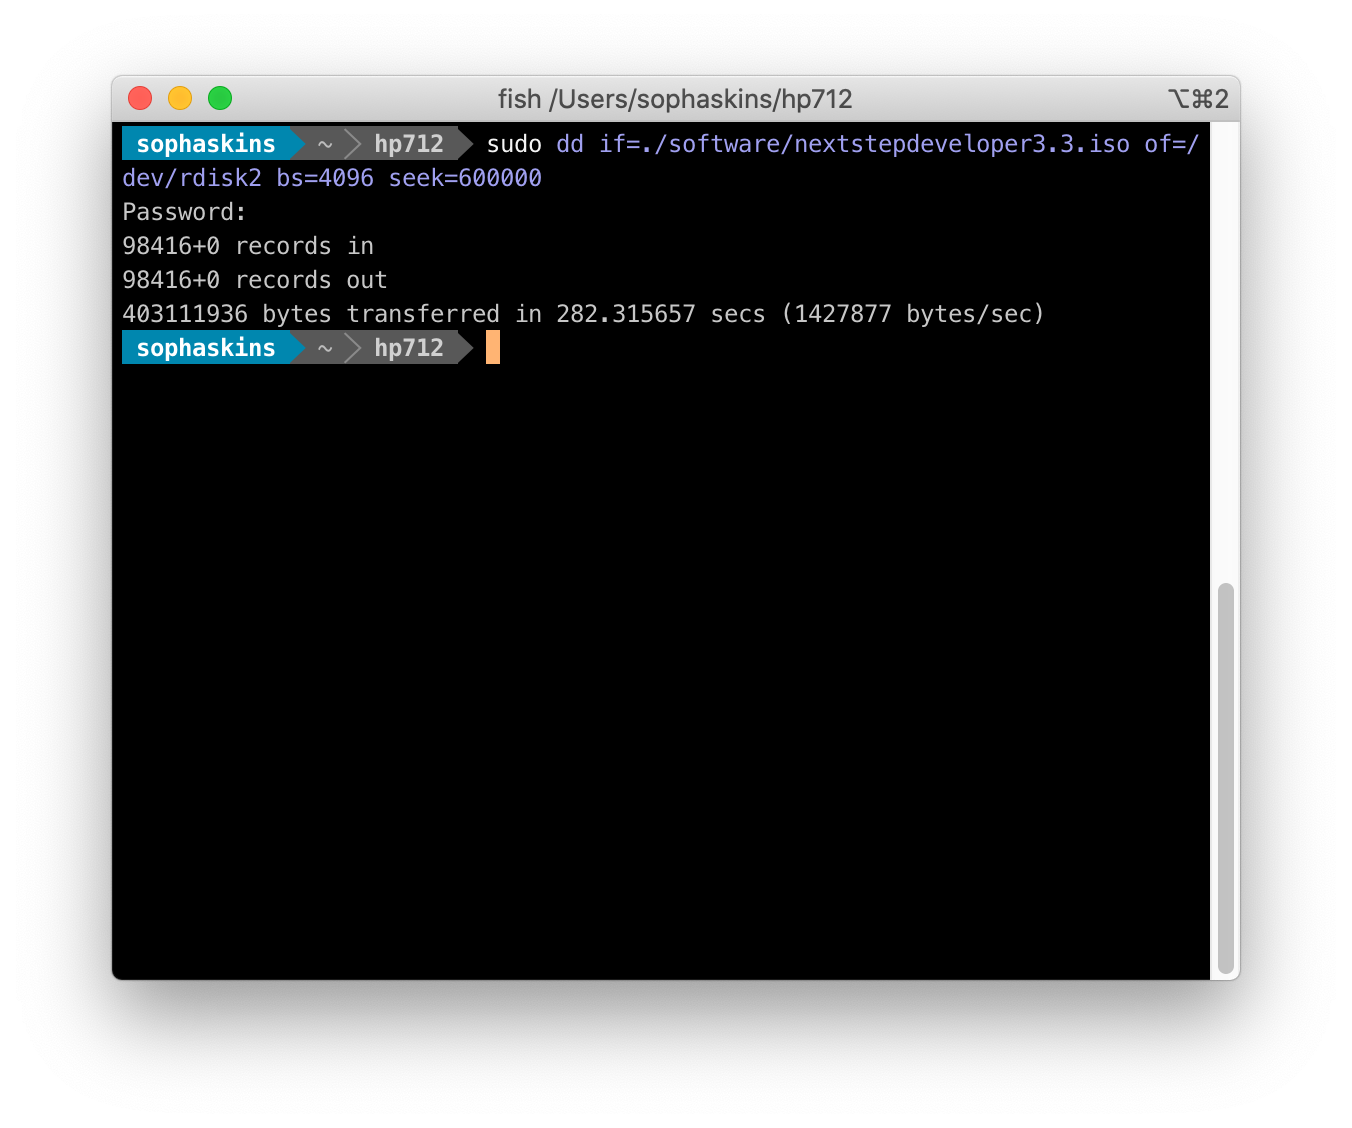 fish /Users/sophaskins/hp712 ⌥⌘2
sophaskins ~ hp712 sudo dd if=./software/nextstepdeveloper3.3.iso of=/
dev/rdisk2 bs=4096 seek=600000
Password:
98416+0 records in
98416+0 records out
403111936 bytes transferred in 282.315657 secs (1427877 bytes/sec)
sophaskins ~ hp712